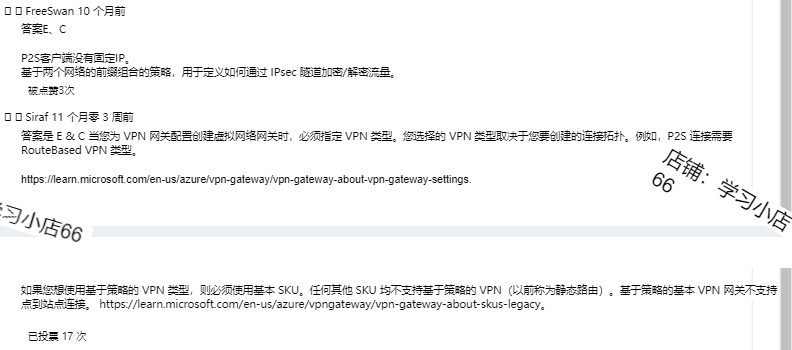 FreeSwan 10 个月前
答案E、C
P2S客户端没有固定IP。
基于两个网络的前缀组合的策略，用于定义如何通过 IPsec 隧道加密/解密流量。
被点赞3次
Siraf 11 个月零 3 周前
答案是 E & C 当您为 VPN 网关配置创建虚拟网络网关时，必须指定 VPN 类型。您选择的 VPN 类型取决于您要创建的连接拓扑。例如，P2S 连接需要
RouteBased VPN 类型。
https://learn.microsoft.com/en-us/azure/vpn-gateway/vpn-gateway-about-vpn-gateway-settings.
店铺：学习小店
66
学习小店66
如果您想使用基于策略的 VPN 类型，则必须使用基本 SKU。任何其他 SKU 均不支持基于策略的 VPN（以前称为静态路由）。基于策略的基本 VPN 网关不支持
点到站点连接。 https://learn.microsoft.com/en-us/azure/vpngateway/vpn-gateway-about-skus-legacy。
已投票 17 次